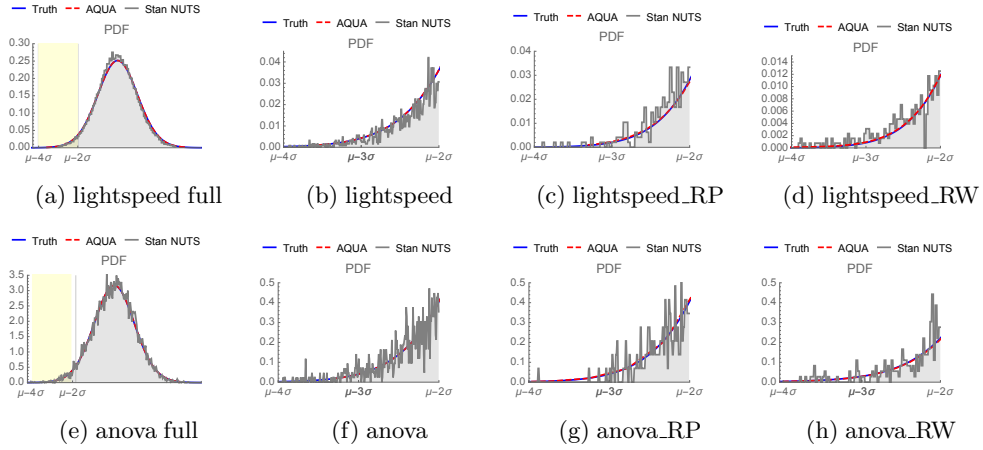 Truth AQUA Stan NUTS
PDF
0.30
0.25
0.20
0.15
0.10
0.05
0.00
μ−4σ μ−2σ
(a) lightspeed full
Truth AQUA Stan NUTS
PDF
0.04
0.03
0.02
0.01
0.00
μ−4σ μ−3σ μ−2σ
(b) lightspeed
Truth AQUA Stan NUTS
PDF
0.04
0.03
0.02
0.01
0.00
μ−4σ μ−3σ μ−2σ
(c) lightspeed_RP
Truth AQUA Stan NUTS
PDF
0.014
0.012
0.010
0.008
0.006
0.004
0.002
0.000
μ−4σ μ−3σ μ−2σ
(d) lightspeed_RW
Truth AQUA Stan NUTS
PDF
3.5
3.0
2.5
2.0
1.5
1.0
0.5
0.0
μ−4σ μ−2σ
(e) anova full
Truth AQUA Stan NUTS
PDF
0.5
0.4
0.3
0.2
0.1
0.0
μ−4σ μ−3σ μ−2σ
(f) anova
Truth AQUA Stan NUTS
PDF
0.5
0.4
0.3
0.2
0.1
0.0
μ−4σ μ−3σ μ−2σ
(g) anova_RP
Truth AQUA Stan NUTS
PDF
0.5
0.4
0.3
0.2
0.1
0.0
μ−4σ μ−3σ μ−2σ
(h) anova_RW